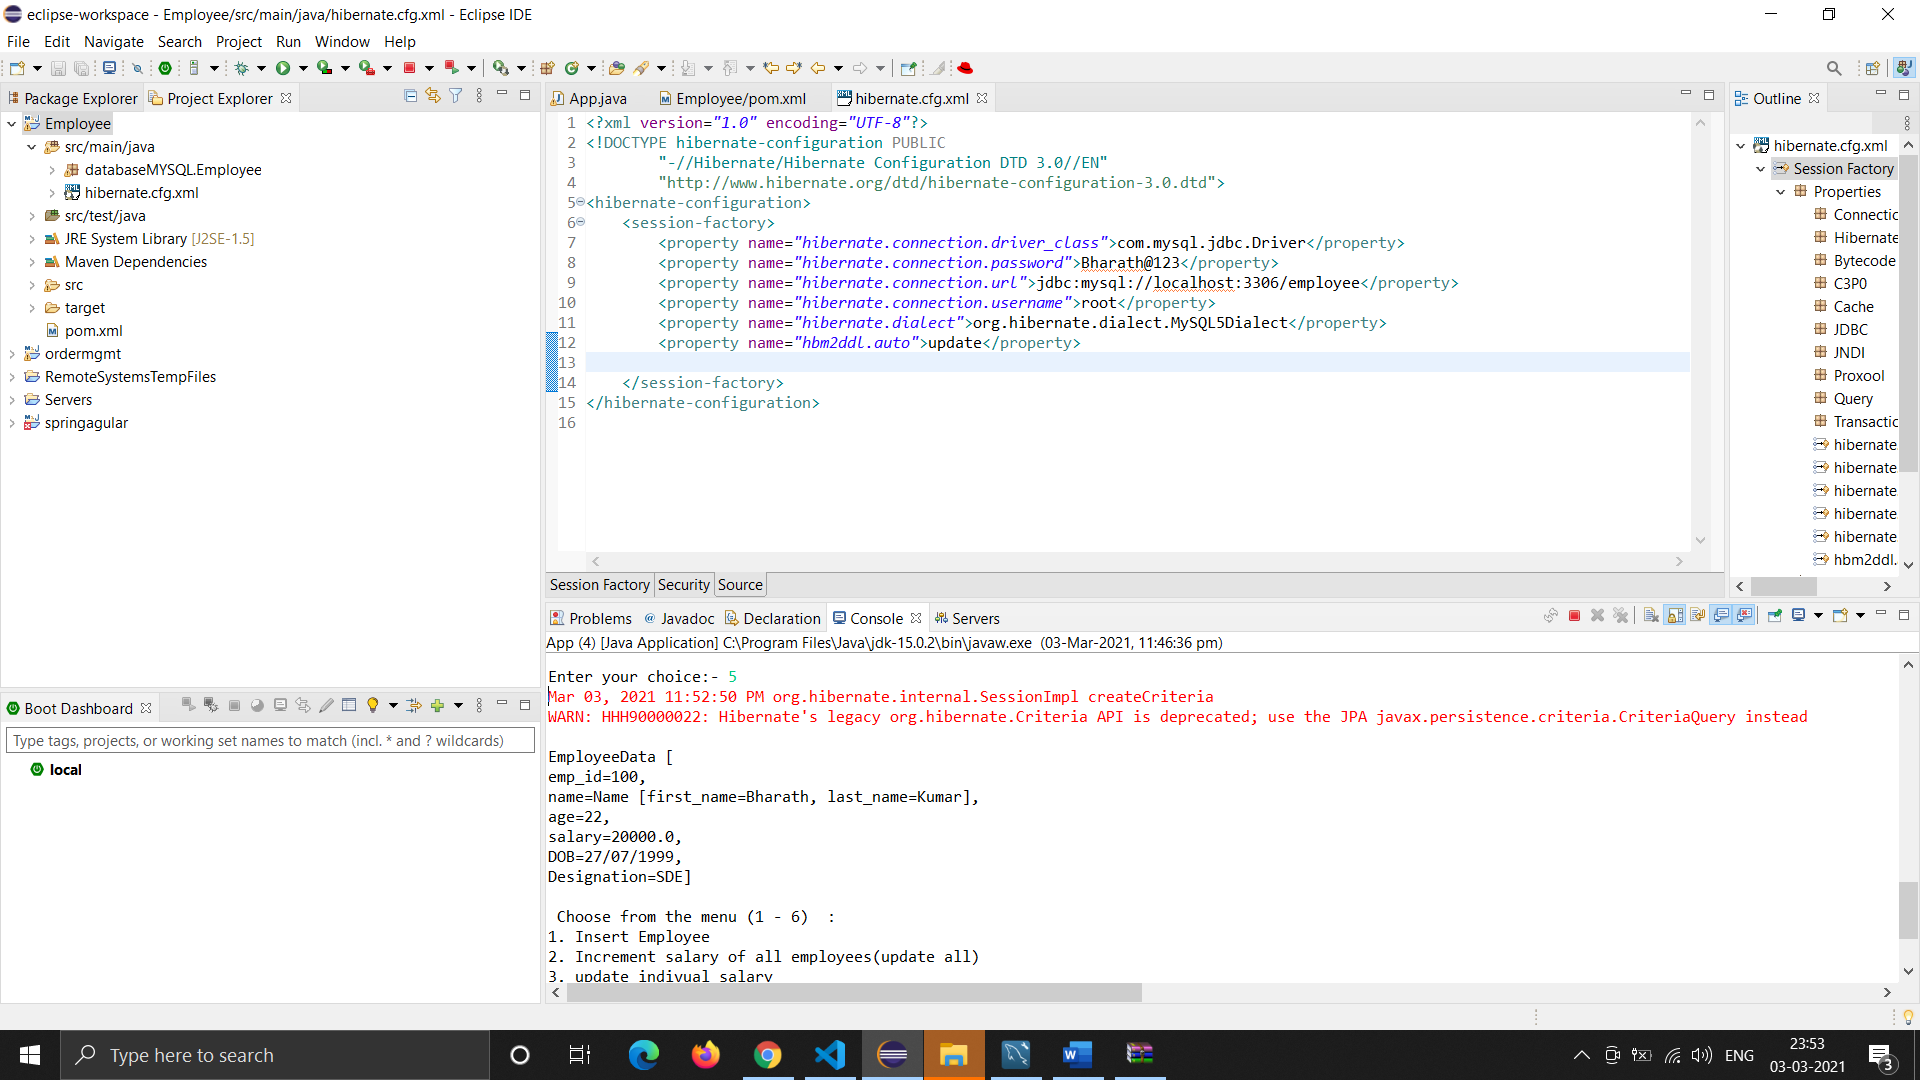 eclipse-workspace - Employee/src/main/java/hibernate.cfg.xml - Eclipse IDE
File Edit Navigate Search Project Run Window Help
Package Explorer Project Explorer
Employee
src/main/java
databaseMYSQL.Employee
hibernate.cfg.xml
src/test/java
JRE System Library [J2SE-1.5]
Maven Dependencies
src
target
pom.xml
ordermgmt
RemoteSystemsTempFiles
Servers
springagular
Boot Dashboard
Type tags, projects, or working set names to match (incl. * and ? wildcards)
local
App.java Employee/pom.xml hibernate.cfg.xml
1 <?xml version="1.0" encoding="UTF-8"?>
2 <!DOCTYPE hibernate-configuration PUBLIC
3 "-//Hibernate/Hibernate Configuration DTD 3.0//EN"
4 "http://www.hibernate.org/dtd/hibernate-configuration-3.0.dtd">
5 <hibernate-configuration>
6 <session-factory>
7 <property name="hibernate.connection.driver_class">com.mysql.jdbc.Driver</property>
8 <property name="hibernate.connection.password">Bharath@123</property>
9 <property name="hibernate.connection.url">jdbc:mysql://localhost:3306/employee</property>
10 <property name="hibernate.connection.username">root</property>
11 <property name="hibernate.dialect">org.hibernate.dialect.MySQL5Dialect</property>
12 <property name="hbm2ddl.auto">update</property>
13
14 </session-factory>
15 </hibernate-configuration>
16
Session Factory Security Source
Outline
hibernate.cfg.xml
Session Factory
Properties
Connectic
Hibernate
Bytecode
C3P0
Cache
JDBC
JNDI
Proxool
Query
Transactic
hibernate
hibernate
hibernate
hibernate
hibernate
hbm2ddl.
Problems Javadoc Declaration Console Servers
App (4) [Java Application] C:\Program Files\Java\jdk-15.0.2\bin\javaw.exe (03-Mar-2021, 11:46:36 pm)
Enter your choice:- 5
Mar 03, 2021 11:52:50 PM org.hibernate.internal.SessionImpl createCriteria
WARN: HHH90000022: Hibernate's legacy org.hibernate.Criteria API is deprecated; use the JPA javax.persistence.criteria.CriteriaQuery instead
EmployeeData [
emp_id=100,
name=Name [first_name=Bharath, last_name=Kumar],
age=22,
salary=20000.0,
DOB=27/07/1999,
Designation=SDE]
Choose from the menu (1 - 6) :
1. Insert Employee
2. Increment salary of all employees(update all)
3. update indivual salary
Type here to search
ENG
23:53
03-03-2021
3